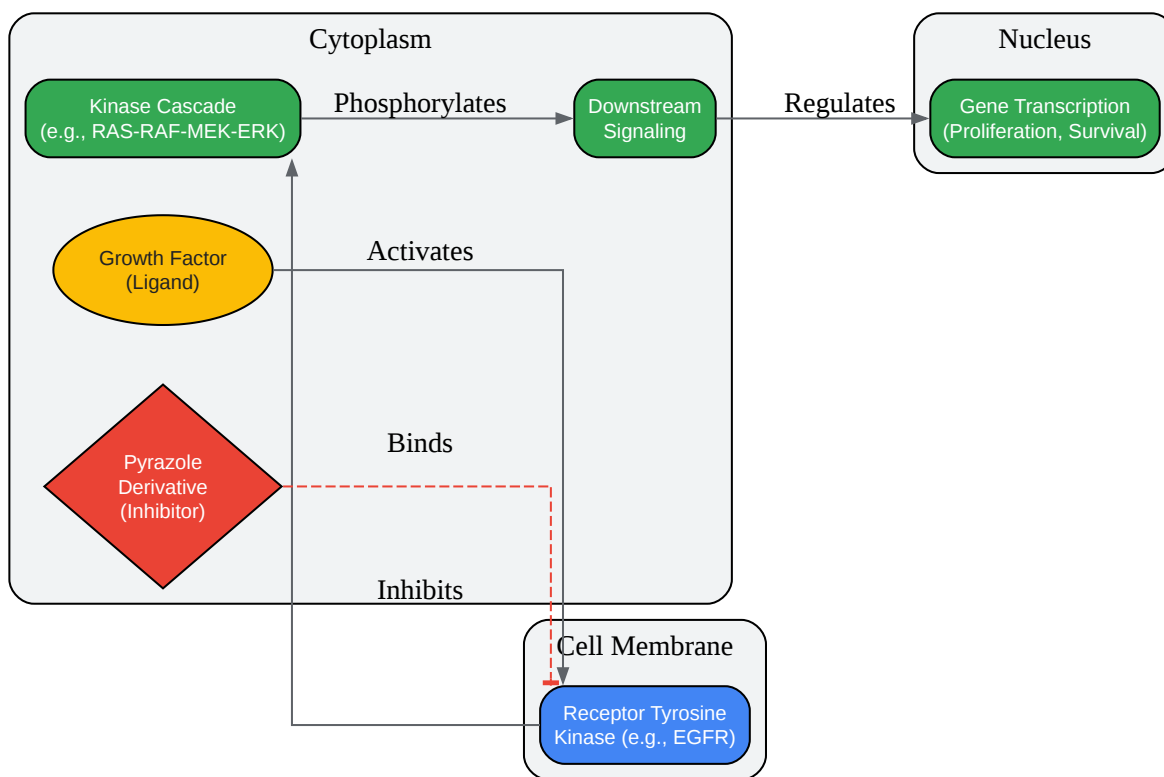 Cytoplasm
Nucleus
Kinase Cascade
(e.g., RAS-RAF-MEK-ERK)
Phosphorylates
Downstream
Signaling
Regulates
Gene Transcription
(Proliferation, Survival)
Growth Factor
(Ligand)
Activates
Pyrazole
Derivative
(Inhibitor)
Binds
Inhibits
Cell Membrane
Receptor Tyrosine
Kinase (e.g., EGFR)